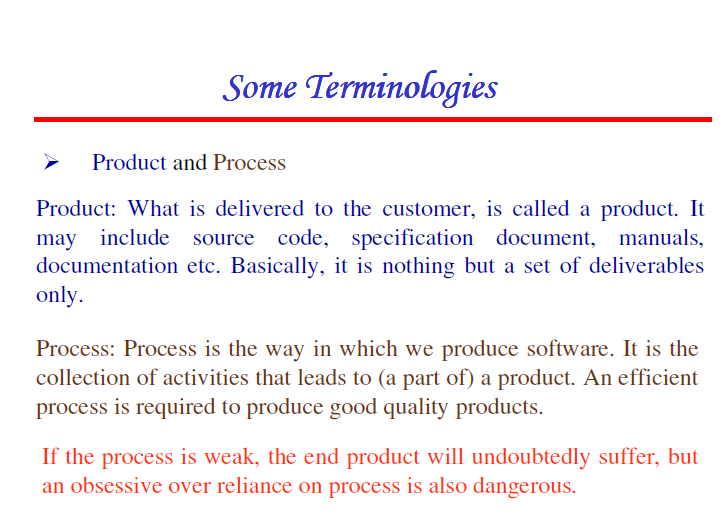 Some Terminologies
Product and Process
Product: What is delivered to the customer, is called a product. It
may include source code, specification document, manuals,
documentation etc. Basically, it is nothing but a set of deliverables
only.
Process: Process is the way in which we produce software. It is the
collection of activities that leads to (a part of) a product. An efficient
process is required to produce good quality products.
If the process is weak, the end product will undoubtedly suffer, but
an obsessive over reliance on process is also dangerous.